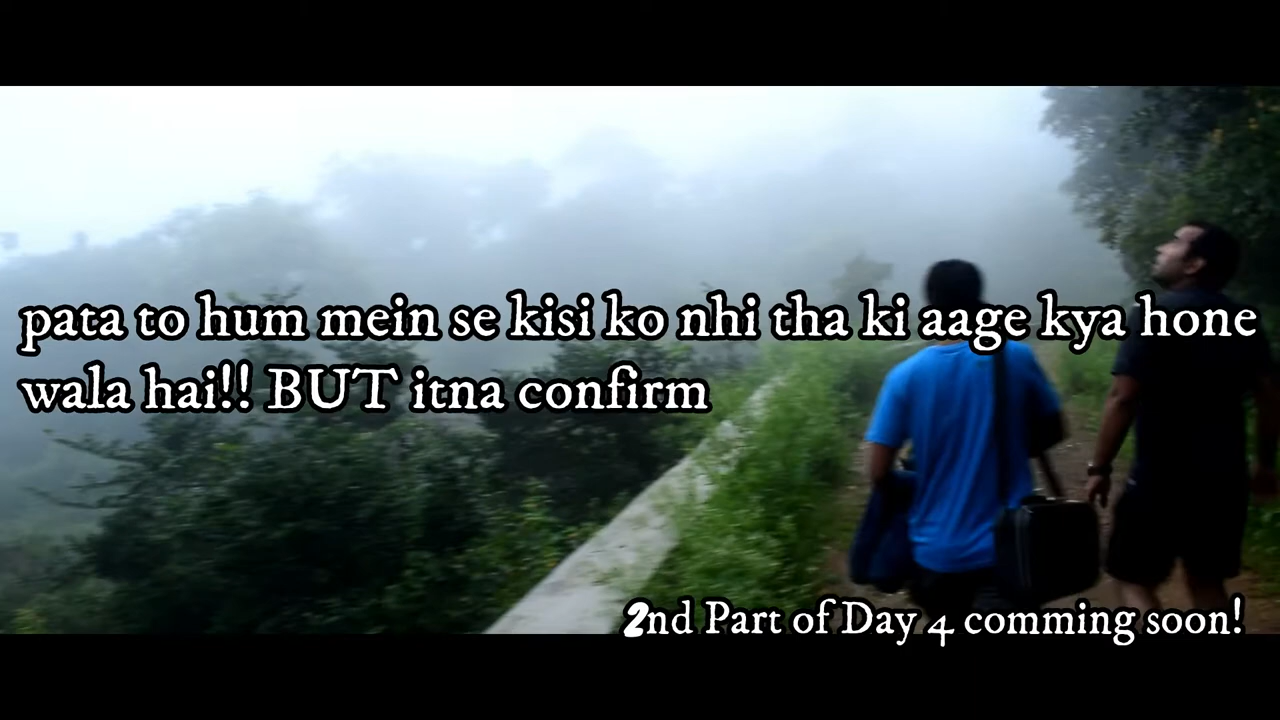 pata to hum mein se kisi ko nhi tha ki aage kya hone
wala hai!! BUT itna confirm
2nd Part of Day 4 comming soon!